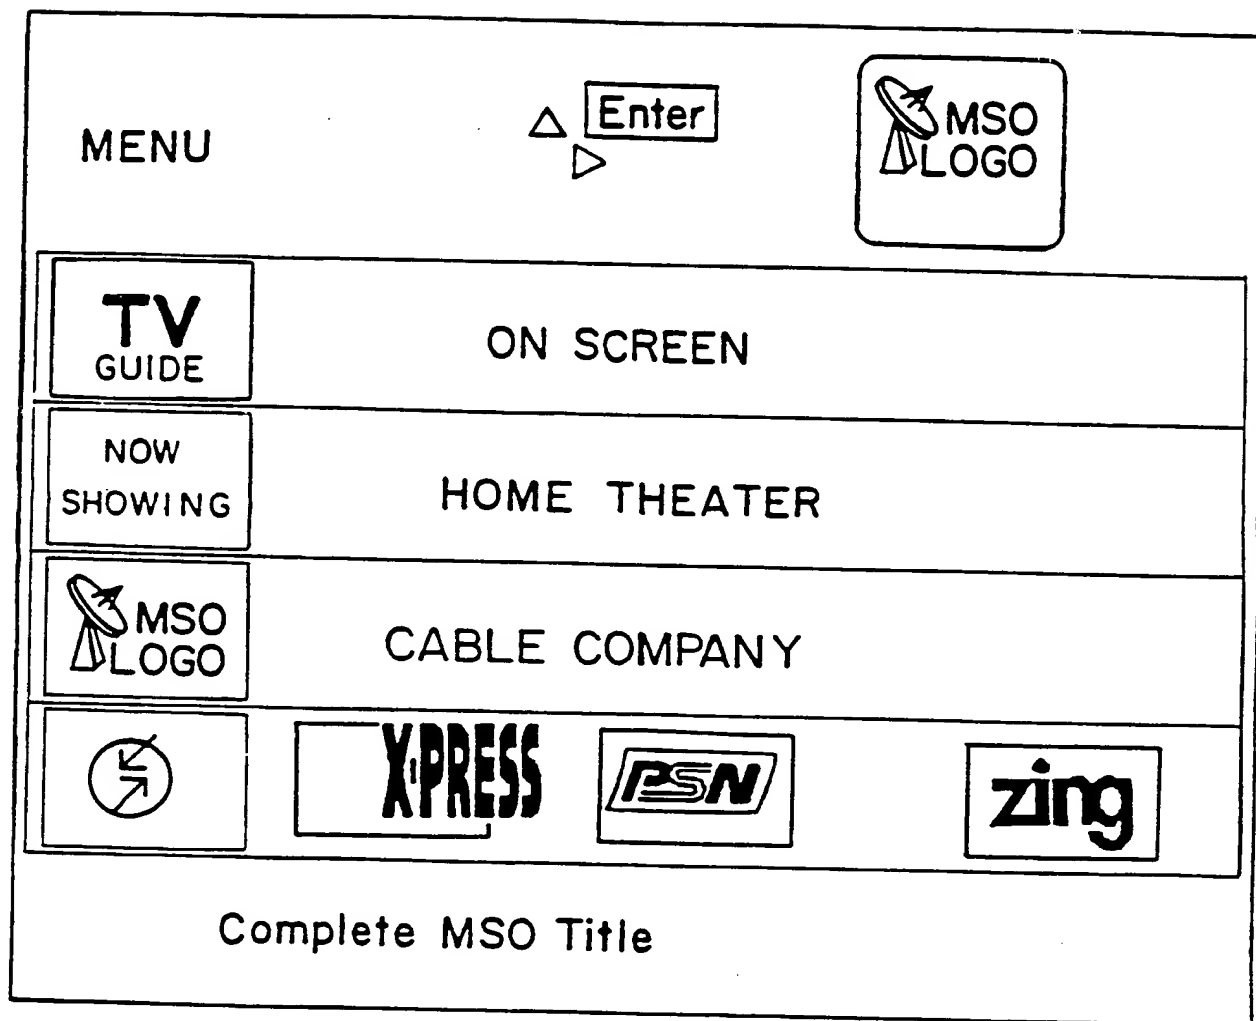 MENU
Enter
MSO
LOGO
TV
GUIDE
ON SCREEN
NOW
SHOWING
HOME THEATER
MSO
LOGO
CABLE COMPANY
X·PRESS
PSN
zing
Complete MSO Title